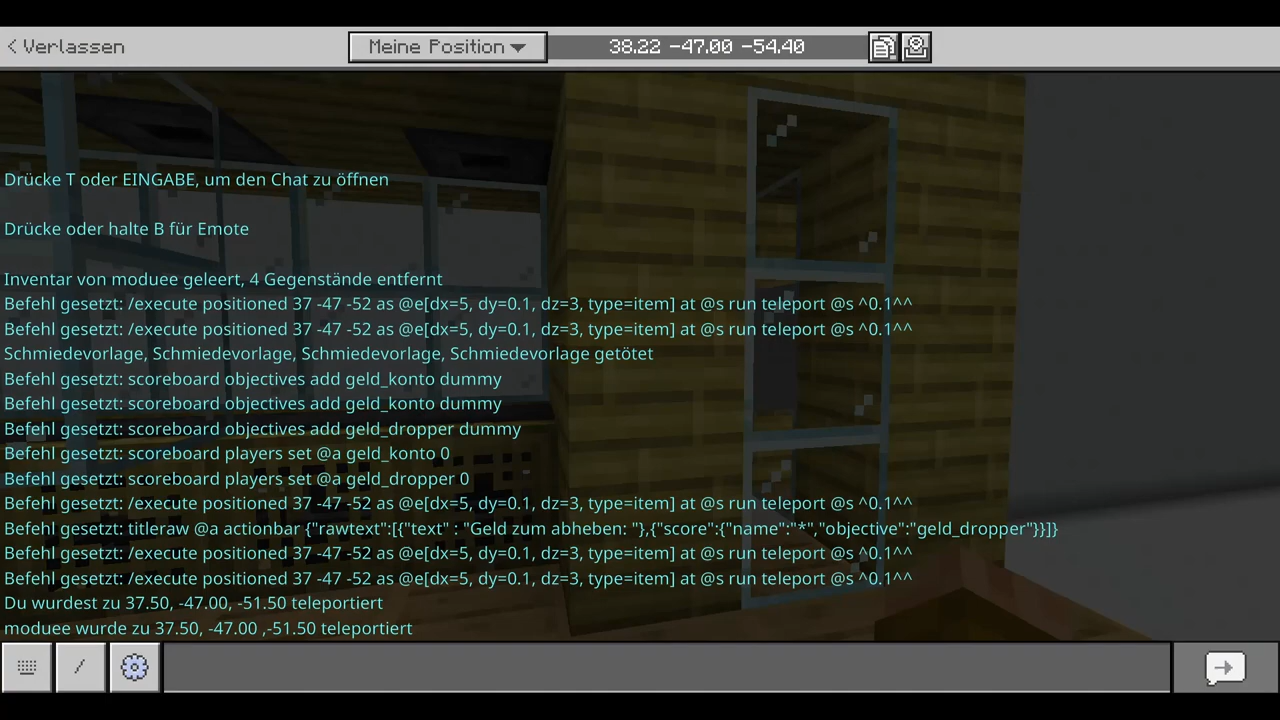 < Verlassen
Meine Position
38.22 -47.00 -54.40
Drücke T oder EINGABE, um den Chat zu öffnen
Drücke oder halte B für Emote
Inventar von moduee geleert, 4 Gegenstände entfernt
Befehl gesetzt: /execute positioned 37 -47 -52 as @e[dx=5, dy=0.1, dz=3, type=item] at @s run teleport @s ^0.1^^
Befehl gesetzt: /execute positioned 37 -47 -52 as @e[dx=5, dy=0.1, dz=3, type=item] at @s run teleport @s ^0.1^^
Schmiedevorlage, Schmiedevorlage, Schmiedevorlage, Schmiedevorlage getötet
Befehl gesetzt: scoreboard objectives add geld_konto dummy
Befehl gesetzt: scoreboard objectives add geld_konto dummy
Befehl gesetzt: scoreboard objectives add geld_dropper dummy
Befehl gesetzt: scoreboard players set @a geld_konto 0
Befehl gesetzt: scoreboard players set @a geld_dropper 0
Befehl gesetzt: /execute positioned 37 -47 -52 as @e[dx=5, dy=0.1, dz=3, type=item] at @s run teleport @s ^0.1^^
Befehl gesetzt: titleraw @a actionbar {"rawtext":[{"text" : "Geld zum abheben: "},{"score":{"name":"*","objective":"geld_dropper"}}]}
Befehl gesetzt: /execute positioned 37 -47 -52 as @e[dx=5, dy=0.1, dz=3, type=item] at @s run teleport @s ^0.1^^
Befehl gesetzt: /execute positioned 37 -47 -52 as @e[dx=5, dy=0.1, dz=3, type=item] at @s run teleport @s ^0.1^^
Du wurdest zu 37.50, -47.00, -51.50 teleportiert
moduee wurde zu 37.50, -47.00 ,-51.50 teleportiert
/